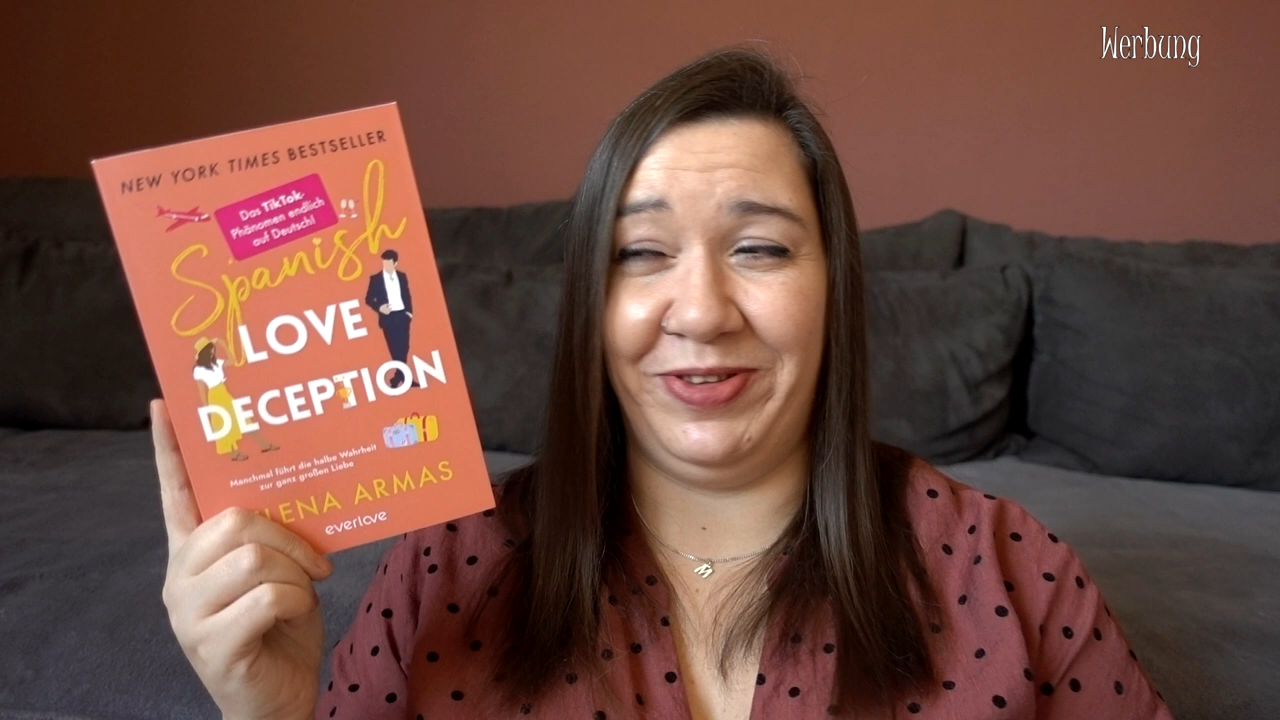 Werbung
NEW YORK TIMES BESTSELLER
Das TikTok-
Phänomen endlich
auf Deutsch!
Spanish
LOVE
DECEPTION
Manchmal führt die halbe Wahrheit
zur ganz großen Liebe
LENA ARMAS
everlove
M